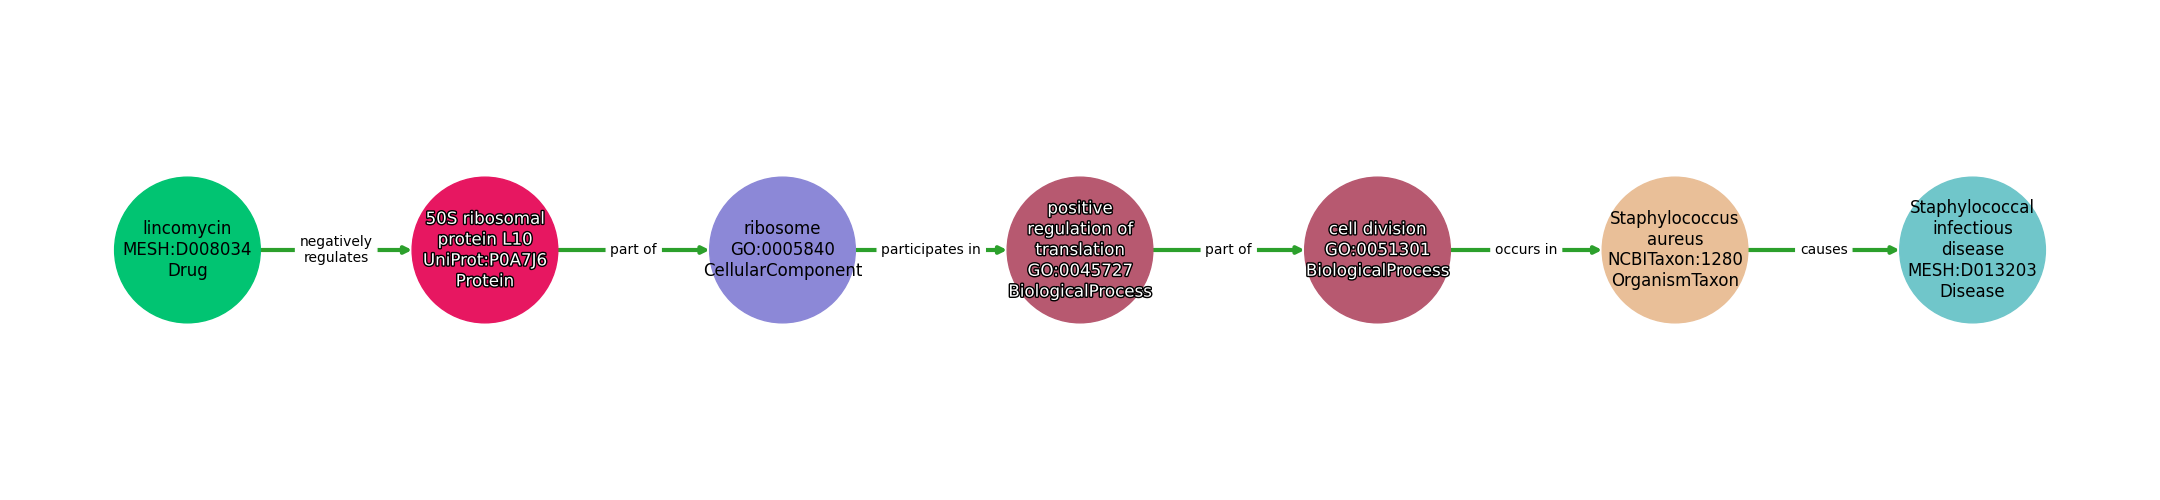 lincomycin
MESH:D008034
Drug
negatively
regulates
50S ribosomal
protein L10
UniProt:P0A7J6
Protein
part of
ribosome
GO:0005840
CellularComponent
participates in
positive
regulation of
translation
GO:0045727
BiologicalProcess
part of
cell division
GO:0051301
BiologicalProcess
occurs in
Staphylococcus
aureus
NCBITaxon:1280
OrganismTaxon
causes
Staphylococcal
infectious
disease
MESH:D013203
Disease